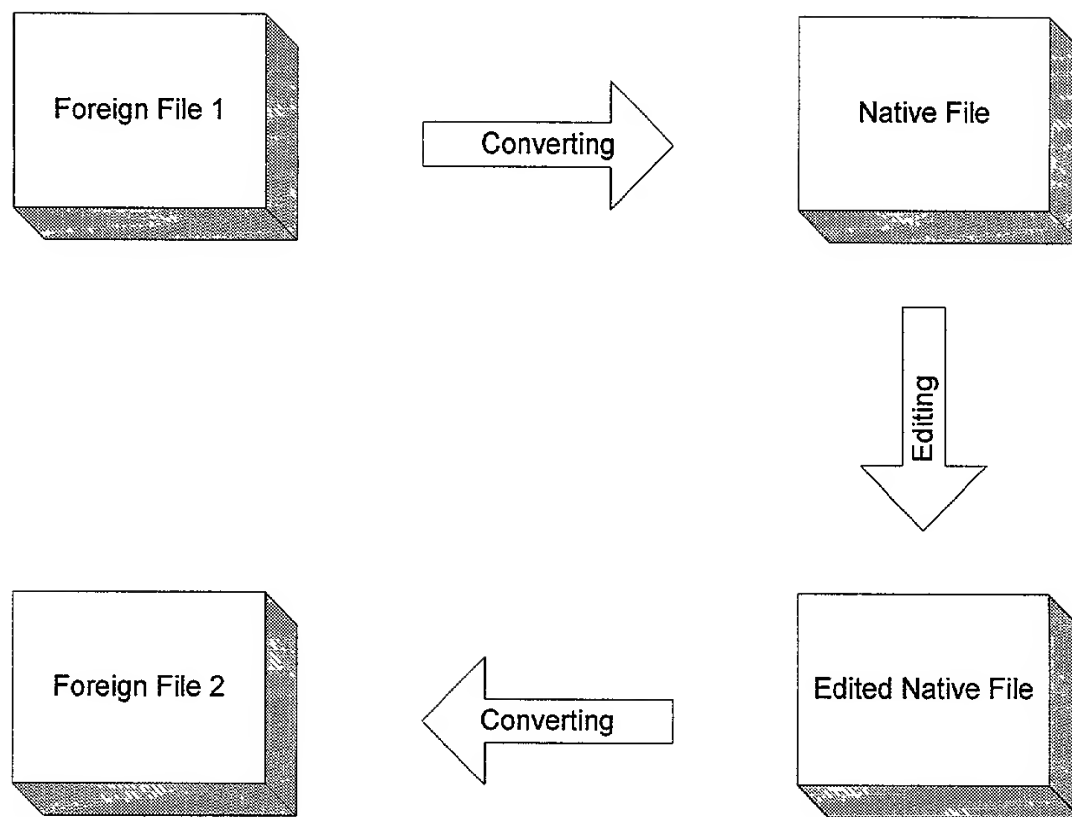 Foreign File 1
Converting
Native File
Editing
Edited Native File
Converting
Foreign File 2